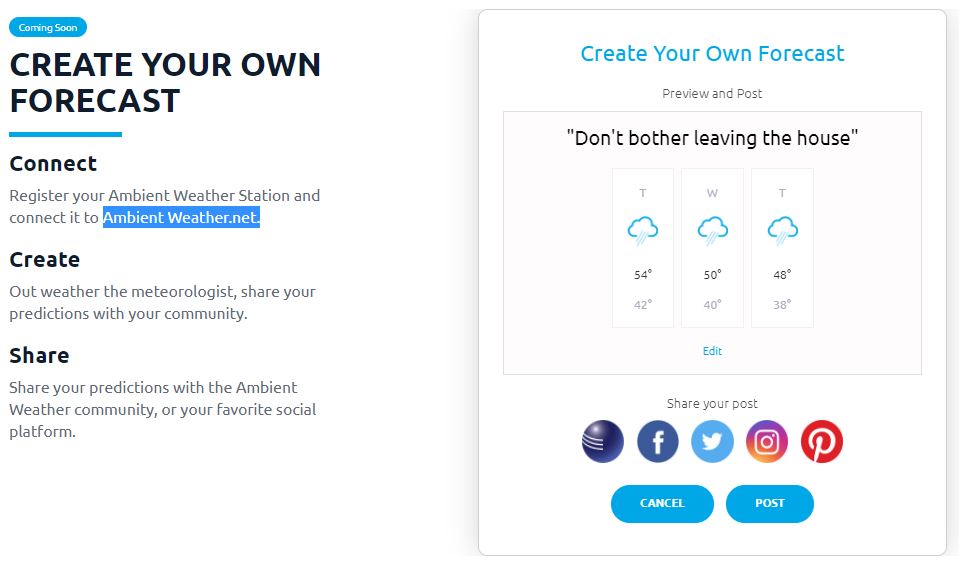 Coming Soon
CREATE YOUR OWN
FORECAST
Connect
Register your Ambient Weather Station and
connect it to Ambient Weather.net.
Create
Out weather the meteorologist, share your
predictions with your community.
Share
Share your predictions with the Ambient
Weather community, or your favorite social
platform.
Create Your Own Forecast
Preview and Post
"Don't bother leaving the house"
T W T
54° 50° 48°
42° 40° 38°
Edit
Share your post
CANCEL POST